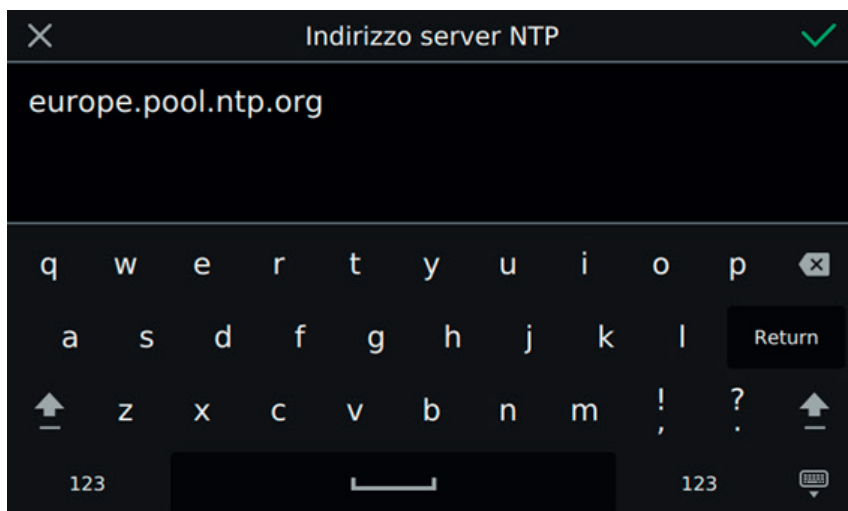 Indirizzo server NTP
europe.pool.ntp.org
q w e r t y u i o p
a s d f g h j k l Return
z x c v b n m ! , ? .
123 123